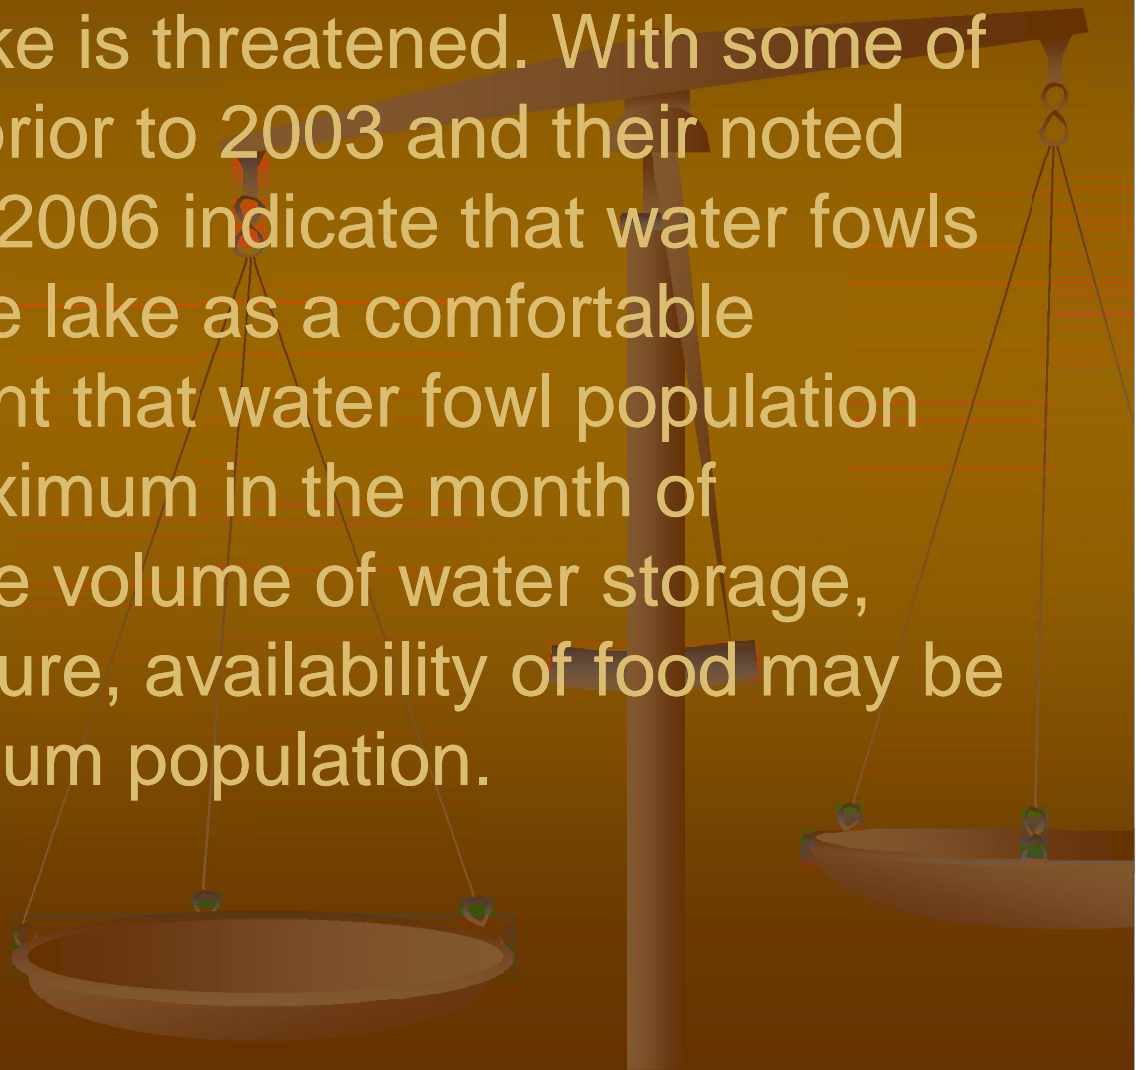 ke is threatened. With some of
prior to 2003 and their noted
2006 indicate that water fowls
e lake as a comfortable
nt that water fowl population
ximum in the month of
e volume of water storage,
ure, availability of food may be
um population.